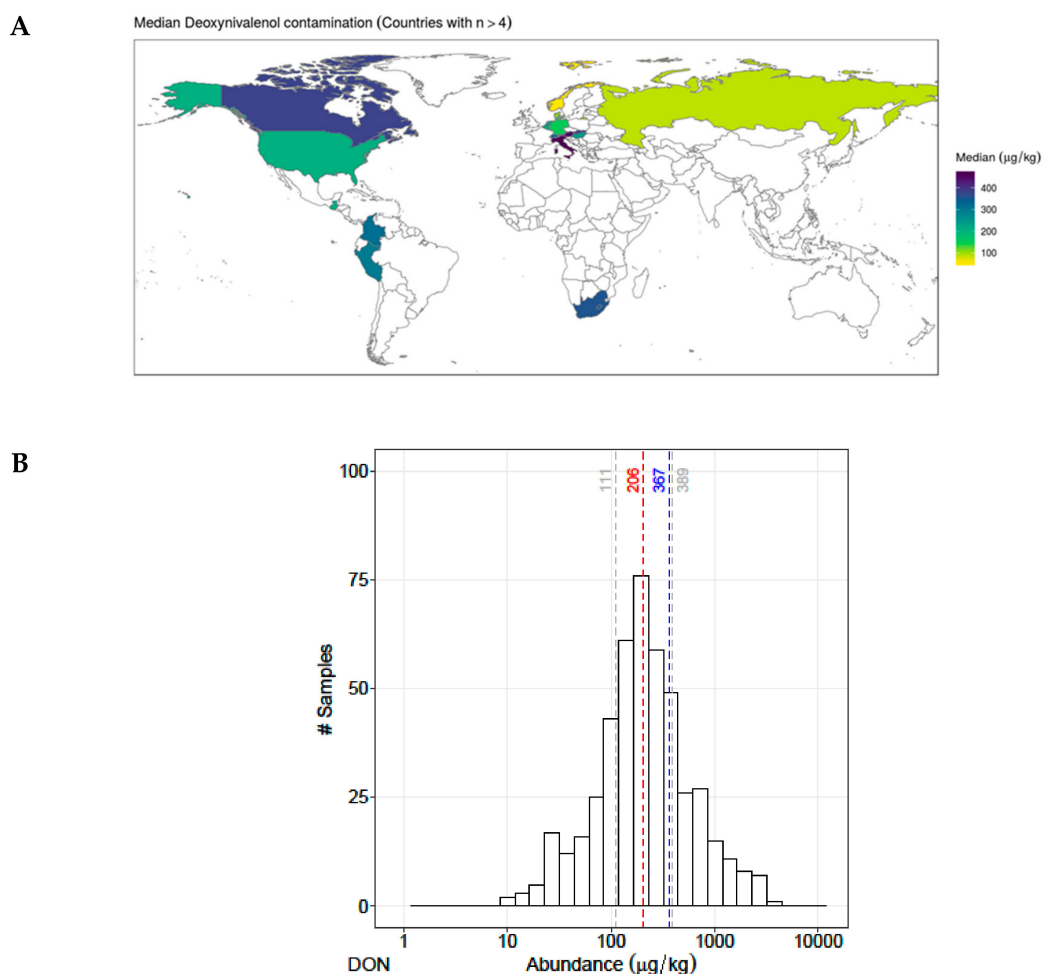 A
Median Deoxynivalenol contamination (Countries with n > 4)
Median (μg/kg)
400
300
200
100
B
111
206
367
389
100
75
50
25
0
# Samples
1
10
100
1000
10000
DON
Abundance (μg/kg)